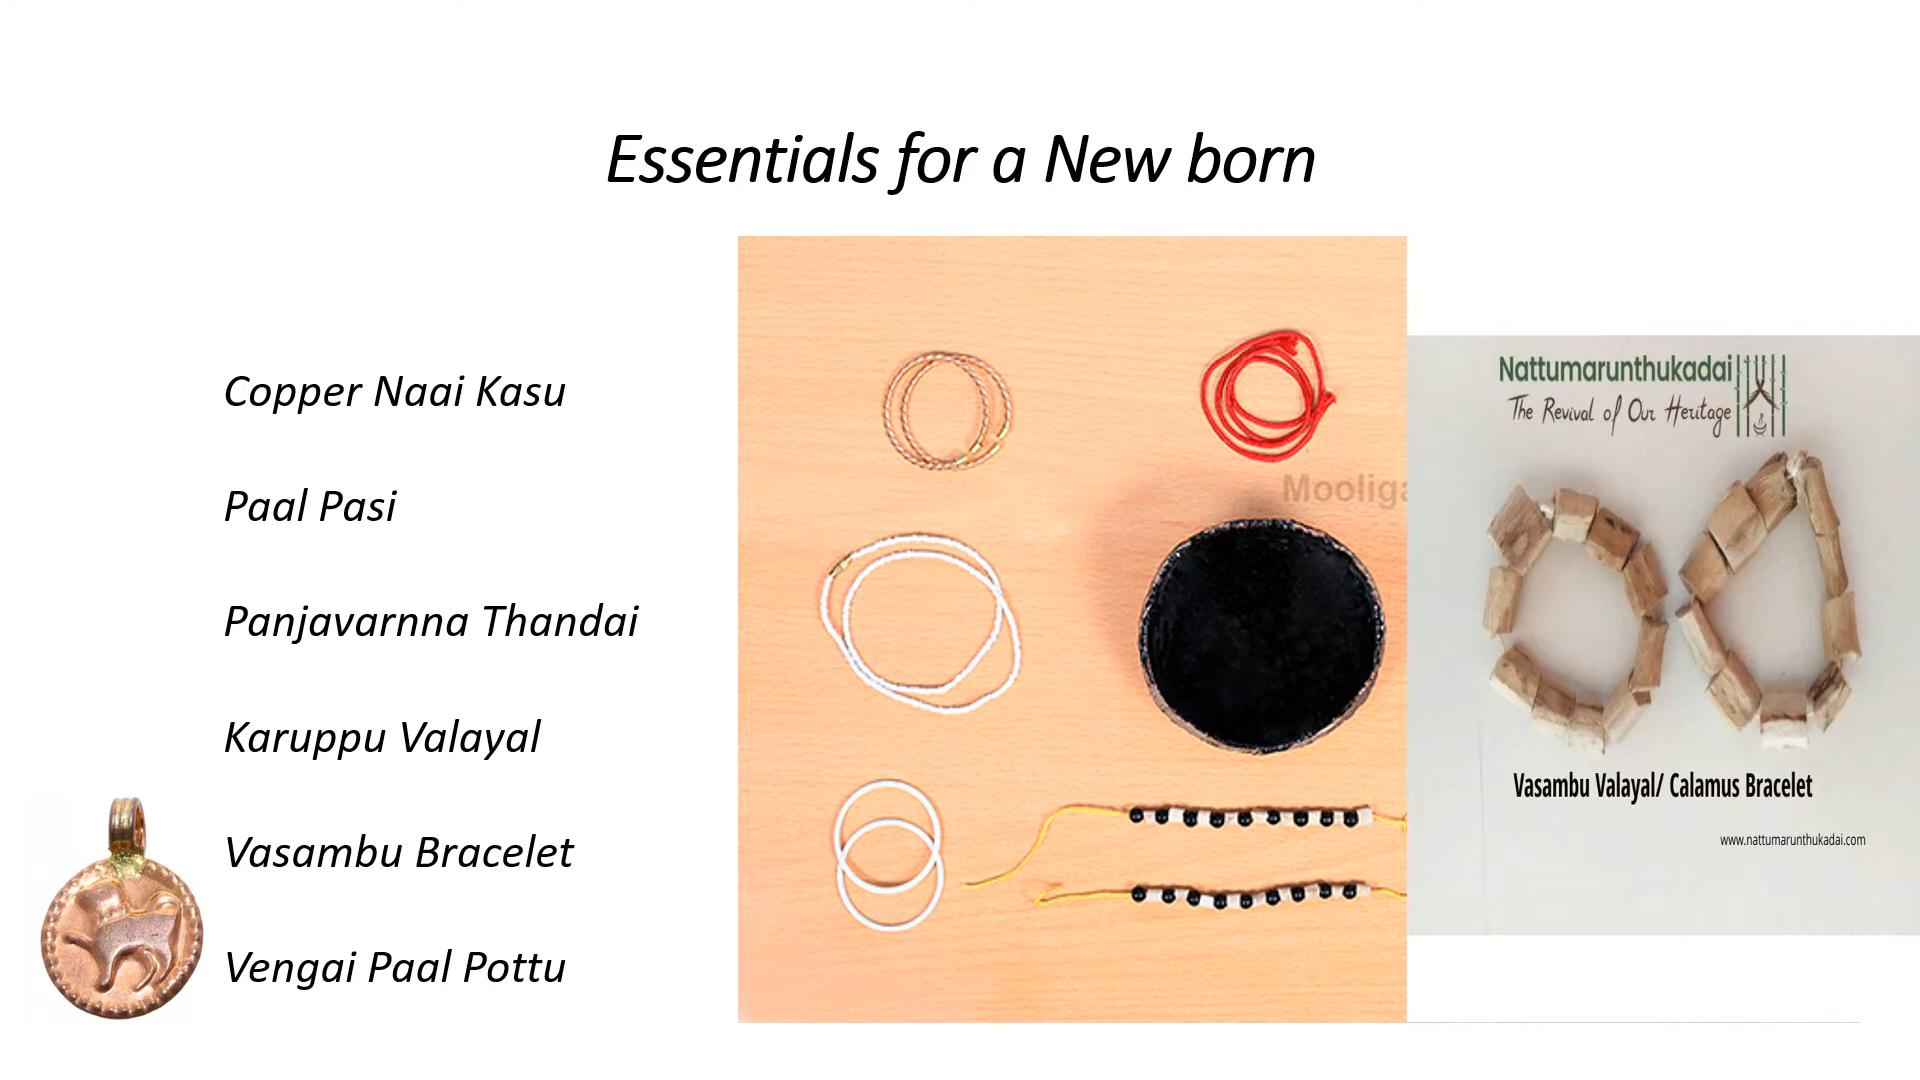 Essentials for a New born
Copper Naai Kasu
Paal Pasi
Panjavarnna Thandai
Karuppu Valayal
Vasambu Bracelet
Vengai Paal Pottu
Mooliga
Nattumarunthukadai
The Revival of Our Heritage
Vasambu Valayal/ Calamus Bracelet
www.nattumarunthukadai.com